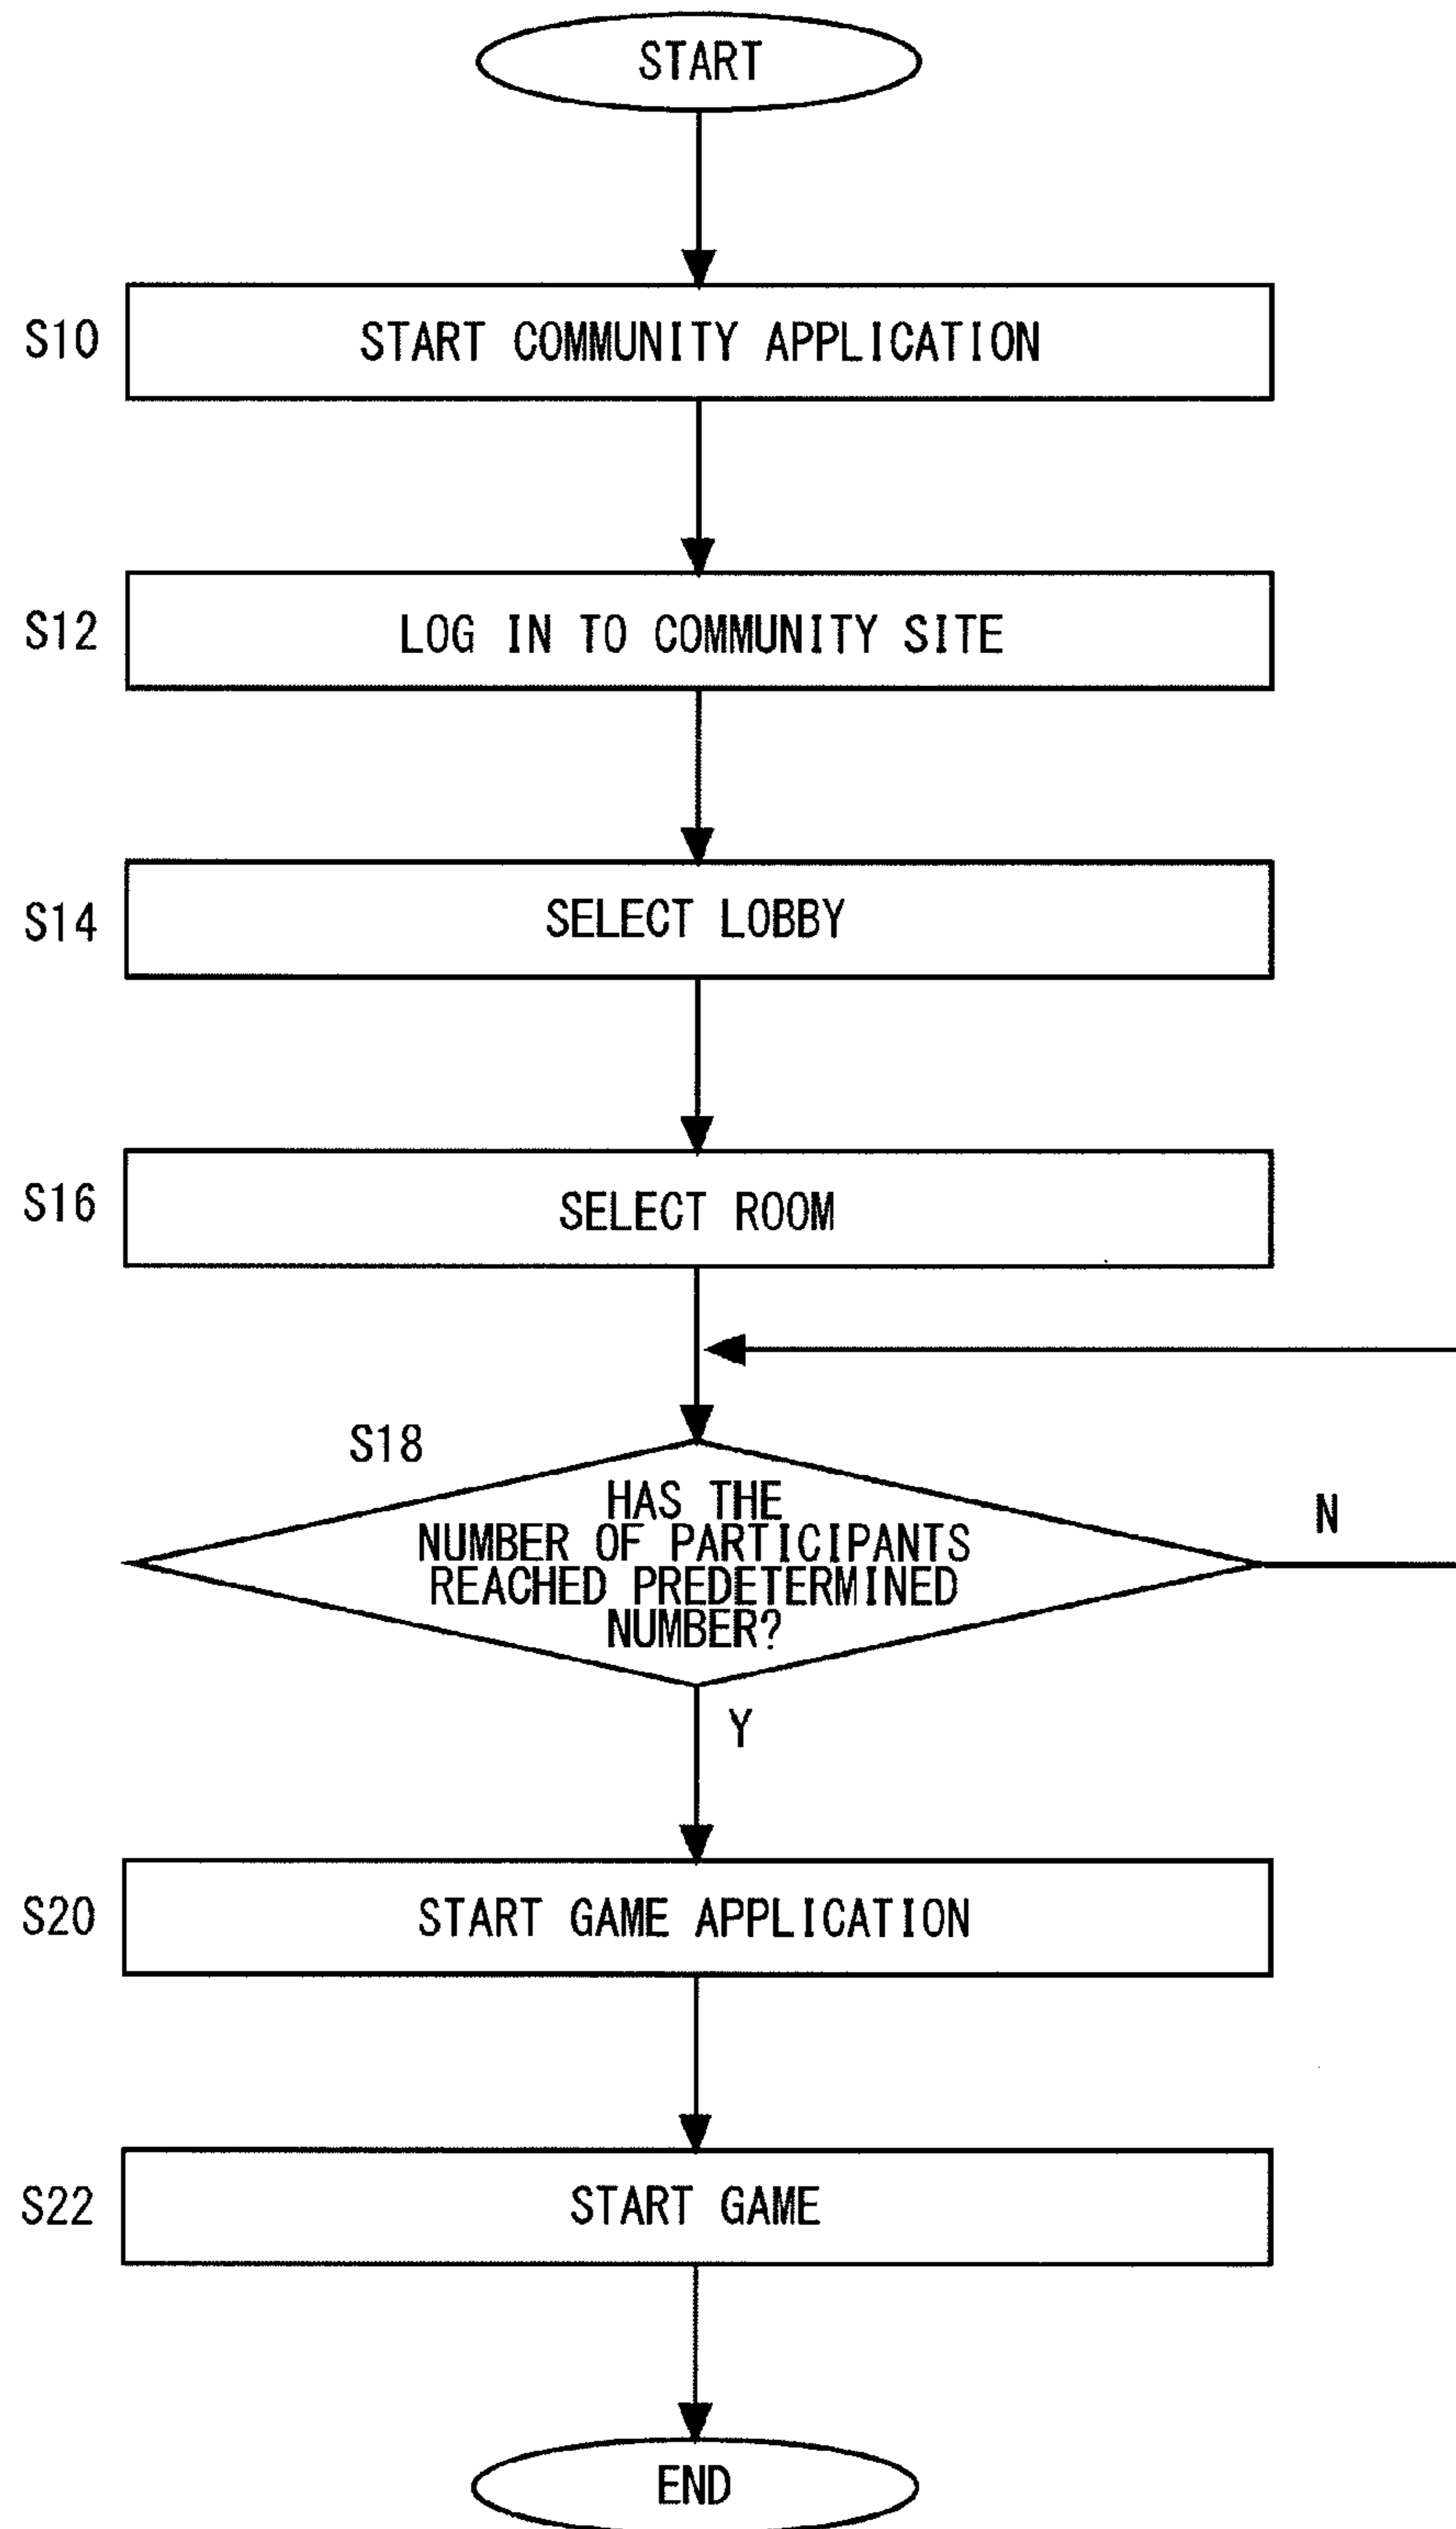 START
S10
START COMMUNITY APPLICATION
S12
LOG IN TO COMMUNITY SITE
S14
SELECT LOBBY
S16
SELECT ROOM
S18
HAS THE
NUMBER OF PARTICIPANTS
REACHED PREDETERMINED
NUMBER?
N
Y
S20
START GAME APPLICATION
S22
START GAME
END